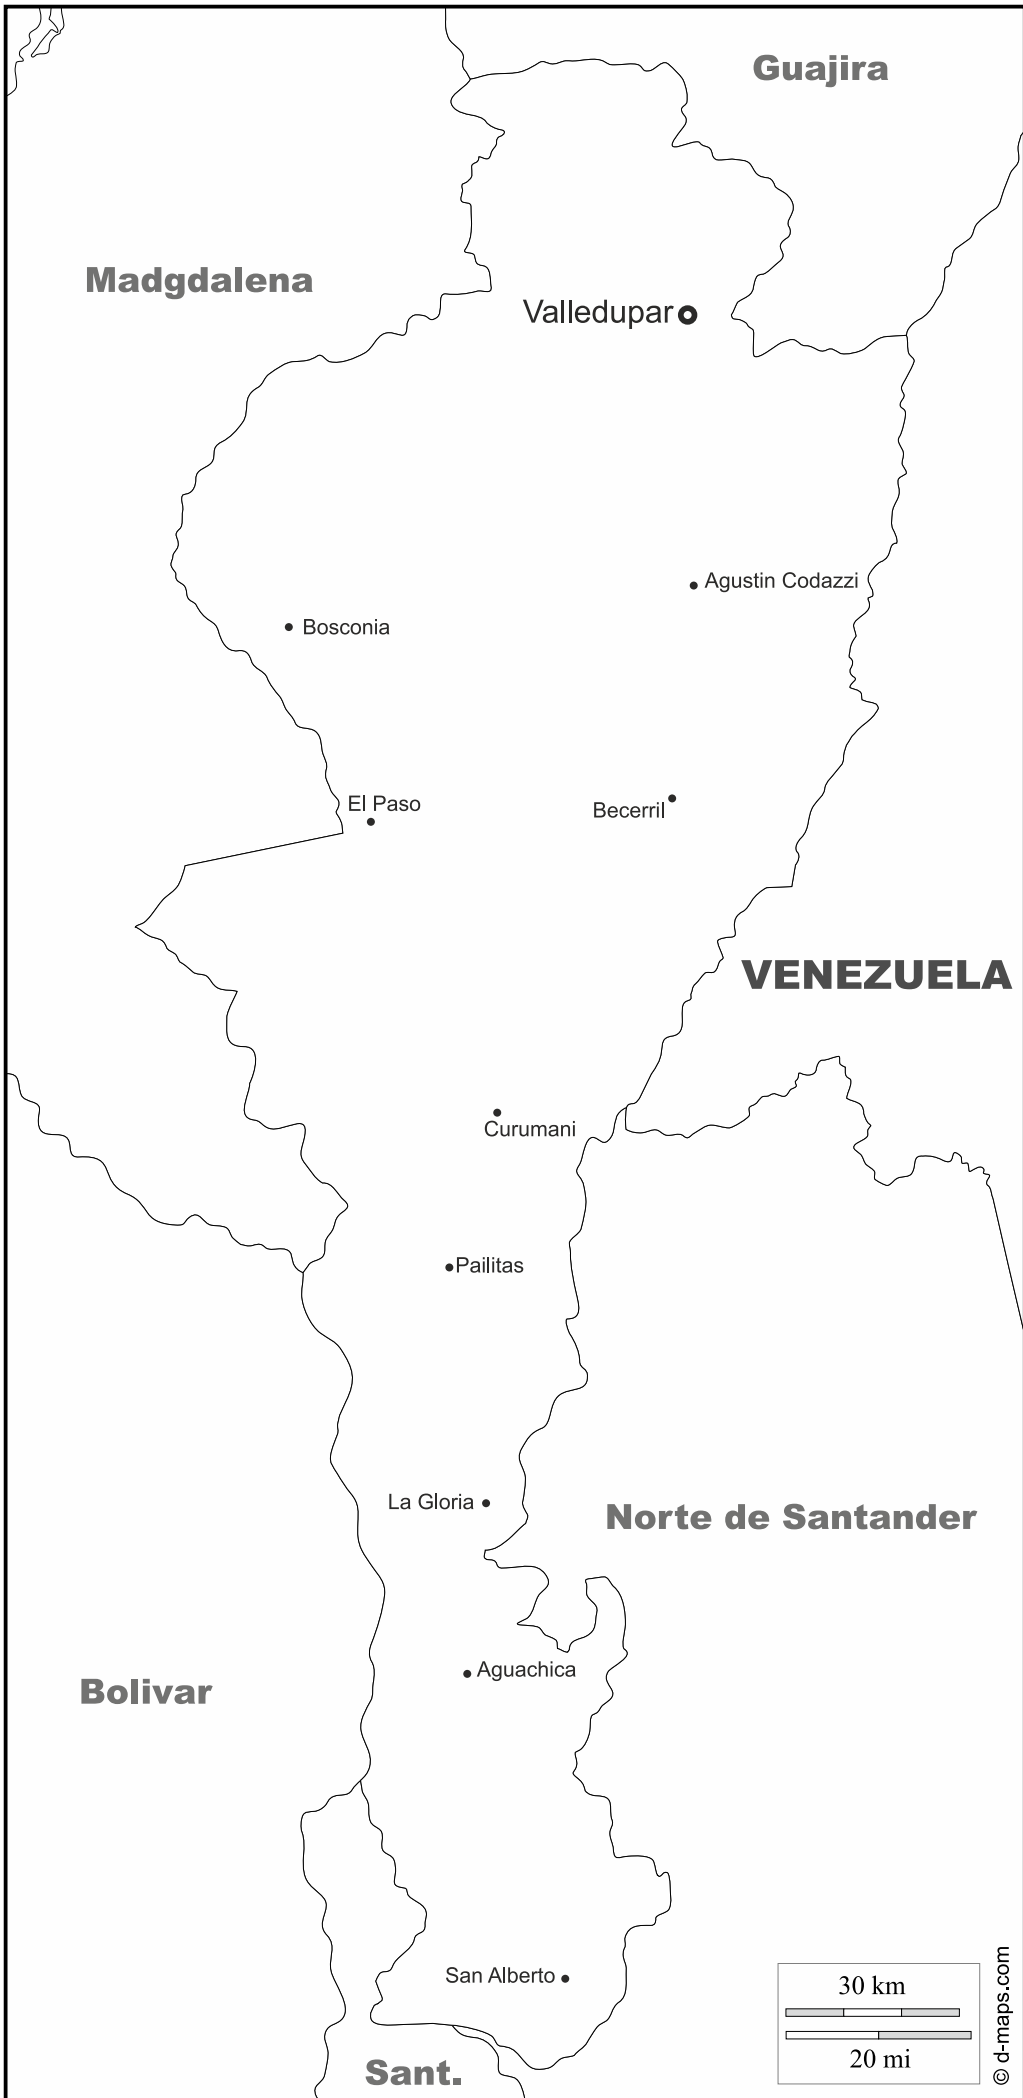 Guajira
Madgdalena
Valledupar
Agustin Codazzi
Bosconia
El Paso
Becerril
VENEZUELA
Curumani
Pailitas
La Gloria
Norte de Santander
Aguachica
Bolivar
San Alberto
30 km
20 mi
Sant.
© d-maps.com